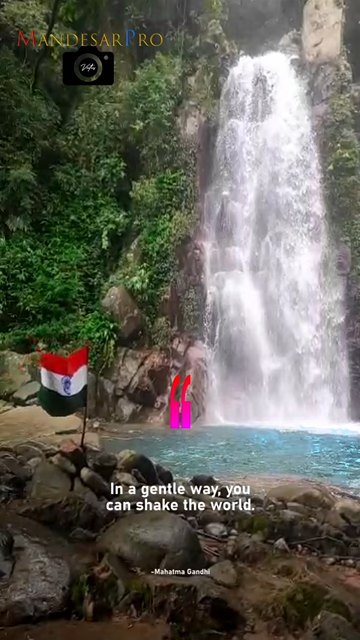 MANDESARPRO
In a gentle way, you
can shake the world.
-Mahatma Gandhi